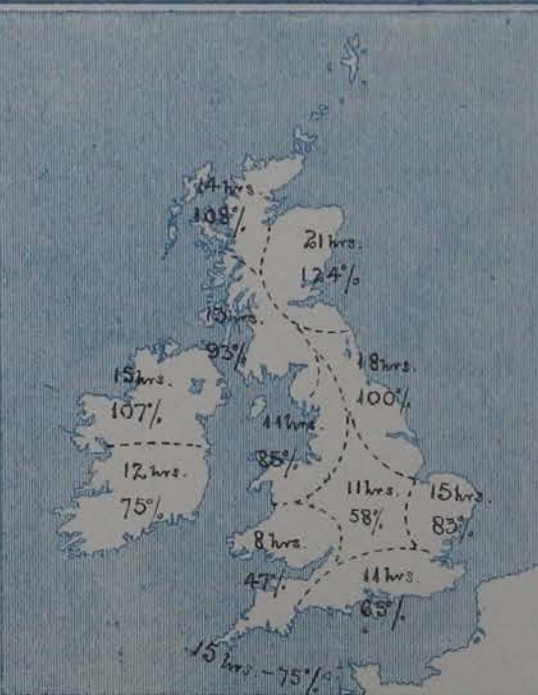 14 hrs.
108%
21 hrs.
124%
13 hrs.
93%
18 hrs.
100%
15 hrs.
107%
11 hrs.
85%
12 hrs.
75%
11 hrs.
58%
15 hrs.
83%
8 hrs.
47%
11 hrs.
65%
15 hrs. - 75%